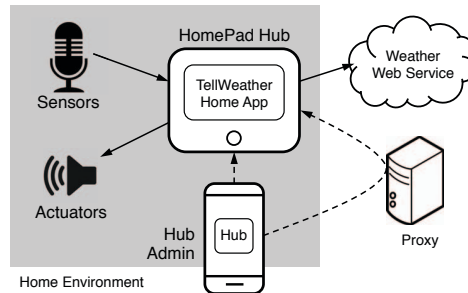 HomePad Hub
TellWeather
Home App
Weather
Web Service
Sensors
Actuators
Hub
Admin
Hub
Proxy
Home Environment